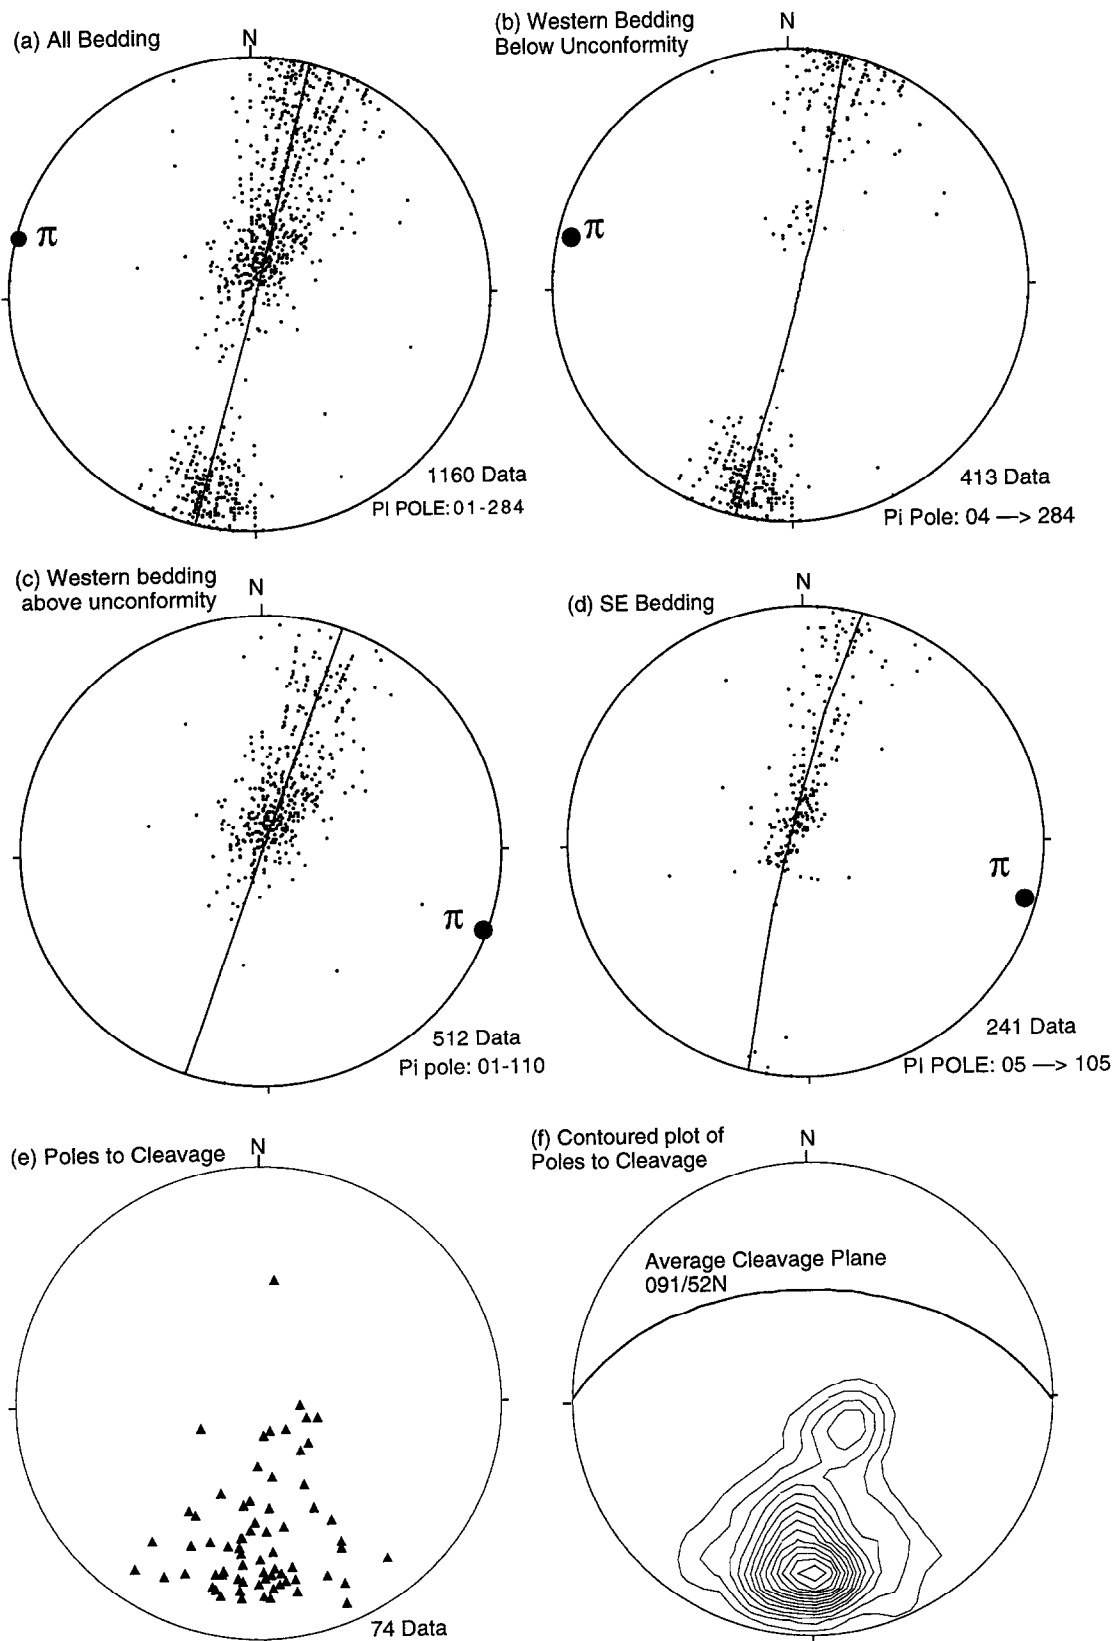 (a) All Bedding
N
π
1160 Data
PI POLE: 01-284
(b) Western Bedding
Below Unconformity
N
π
413 Data
Pi Pole: 04 —> 284
(c) Western bedding
above unconformity
N
π
512 Data
Pi pole: 01-110
(d) SE Bedding
N
π
241 Data
PI POLE: 05 —> 105
(e) Poles to Cleavage
N
74 Data
(f) Contoured plot of
Poles to Cleavage
N
Average Cleavage Plane
091/52N